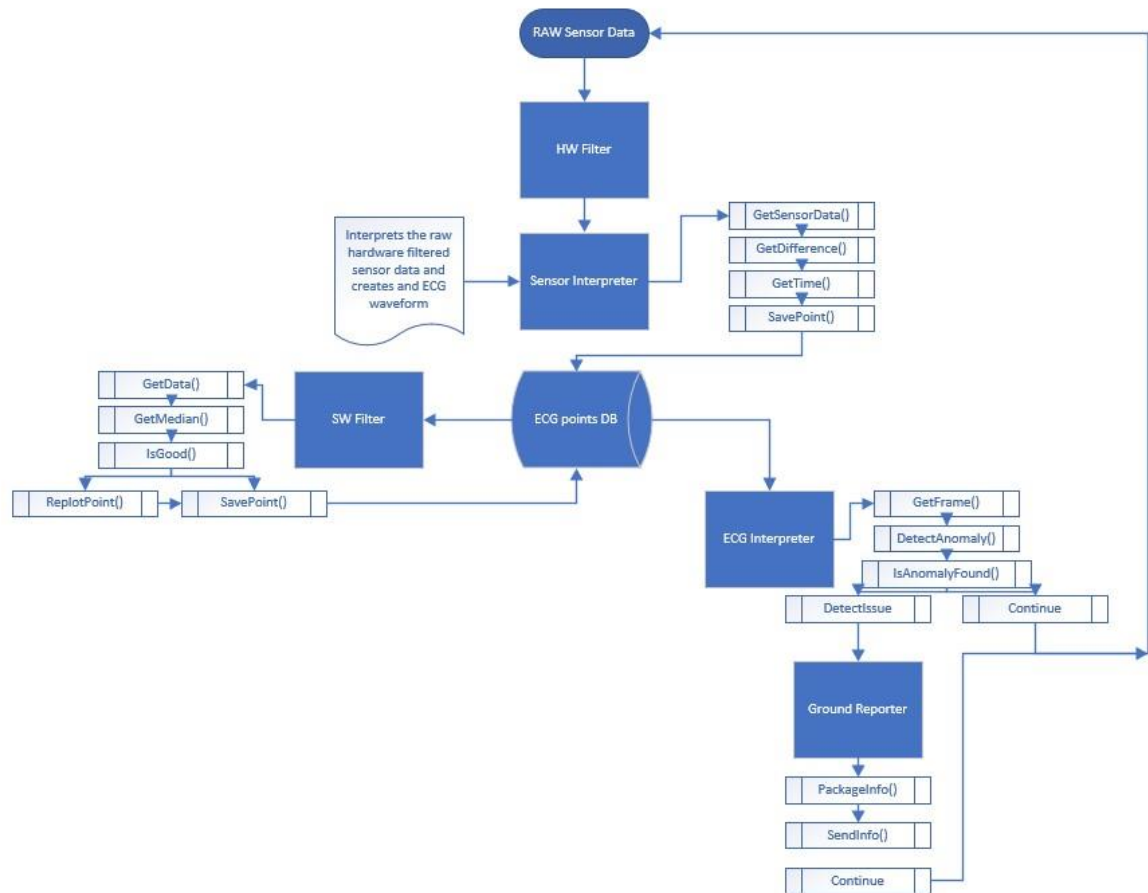 RAW Sensor Data
HW Filter
Interprets the raw
hardware filtered
sensor data and
creates and ECG
waveform
Sensor Interpreter
GetSensorData()
GetDifference()
GetTime()
SavePoint()
ECG points DB
SW Filter
GetData()
GetMedian()
IsGood()
ReplotPoint()
SavePoint()
ECG Interpreter
GetFrame()
DetectAnomaly()
IsAnomalyFound()
DetectIssue
Continue
Ground Reporter
PackageInfo()
SendInfo()
Continue